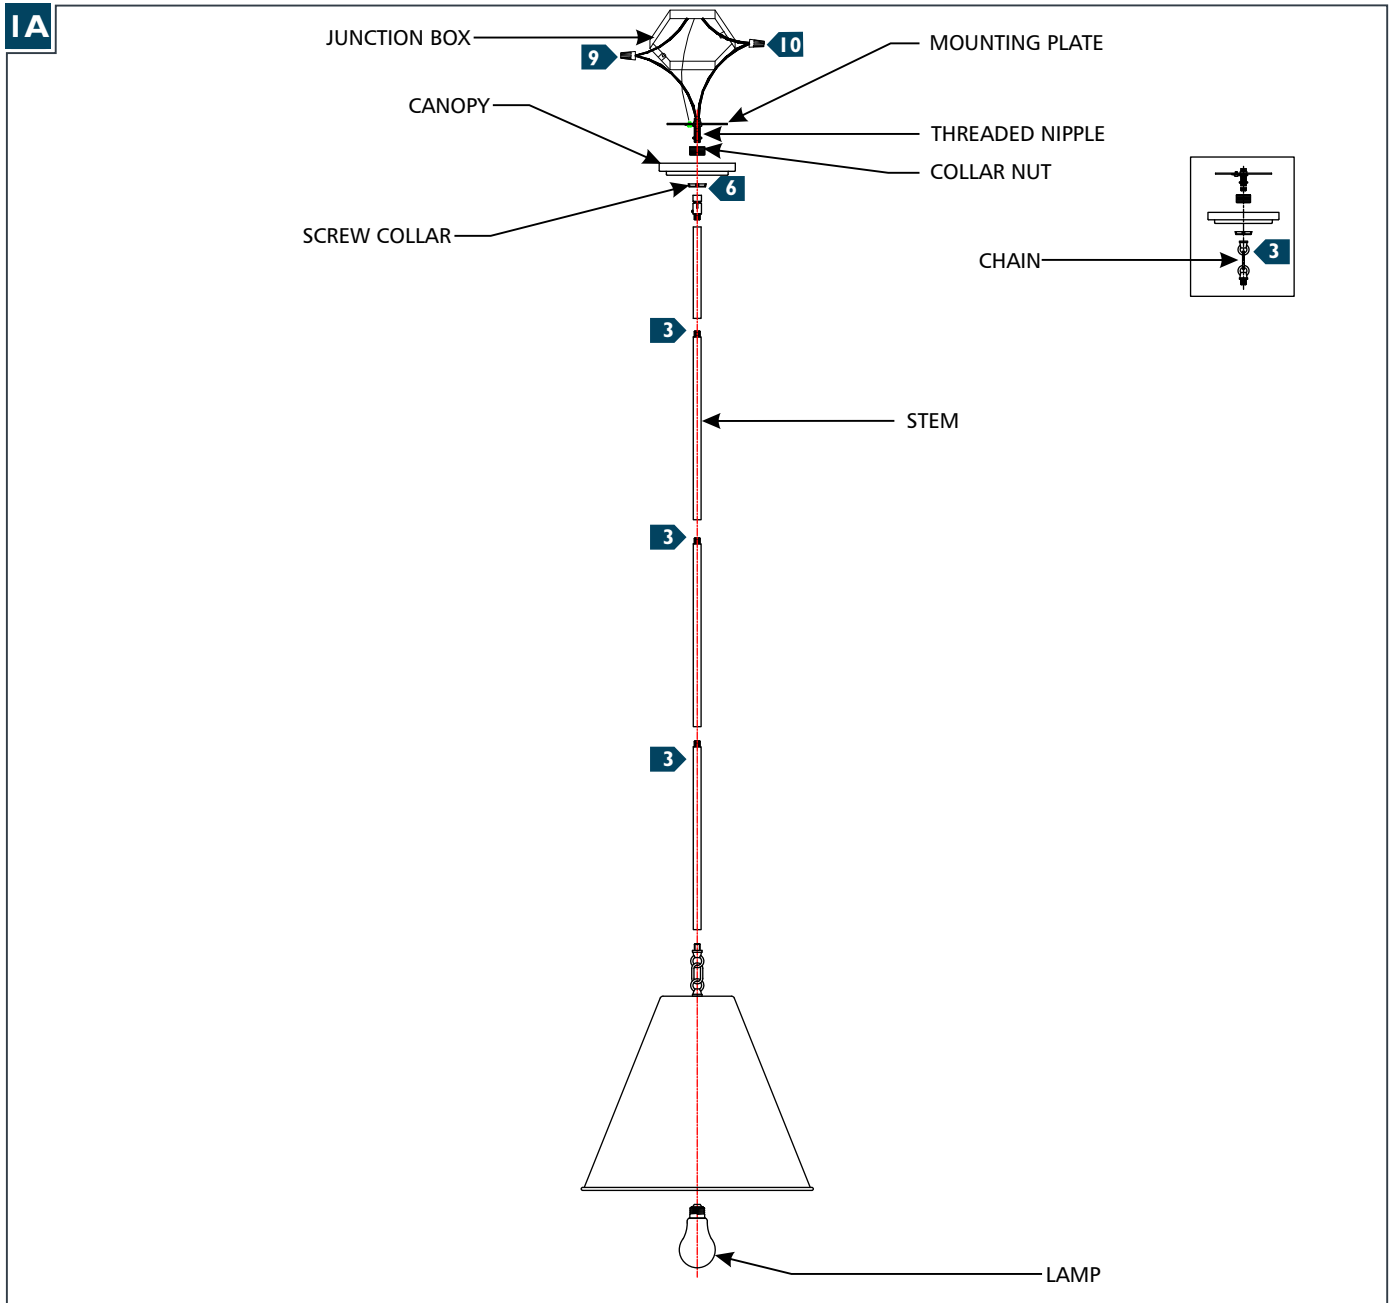 1A
JUNCTION BOX
9
10
MOUNTING PLATE
CANOPY
THREADED NIPPLE
COLLAR NUT
6
SCREW COLLAR
CHAIN
3
3
STEM
3
3
LAMP